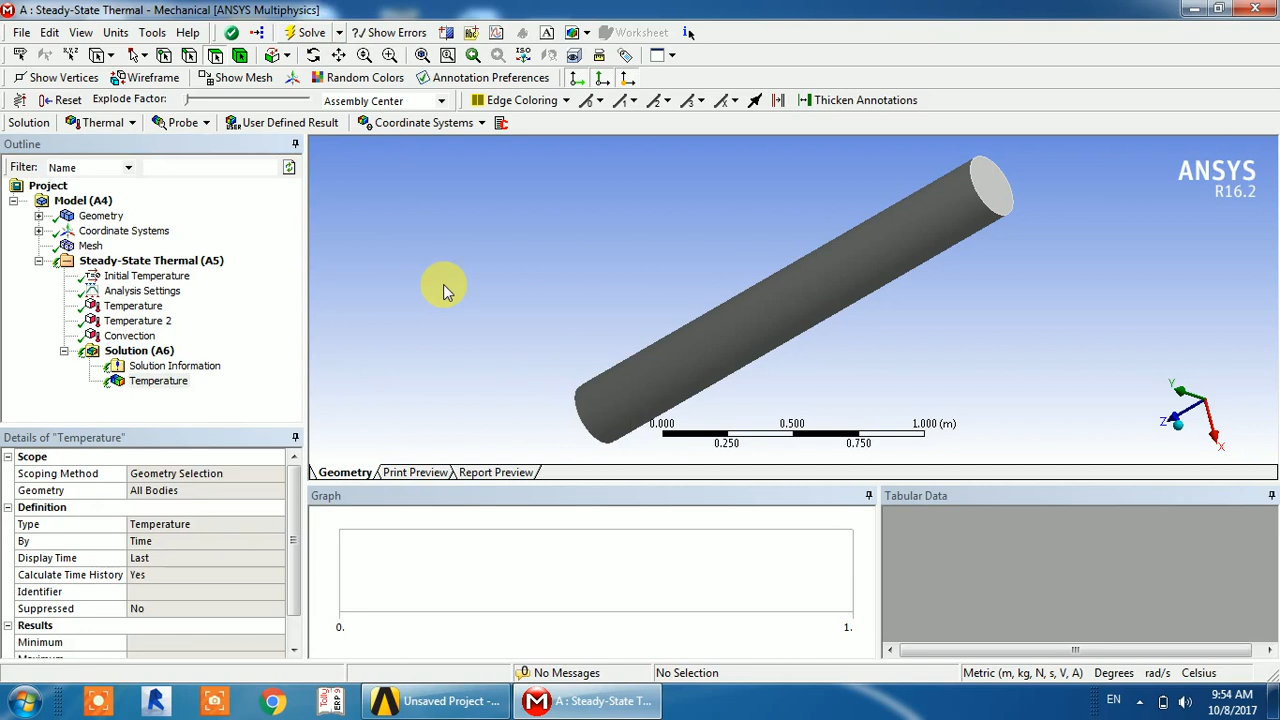 A : Steady-State Thermal - Mechanical [ANSYS Multiphysics]
File Edit View Units Tools Help Solve ?/ Show Errors Worksheet i
Show Vertices Wireframe Show Mesh Random Colors Annotation Preferences
Reset Explode Factor: Assembly Center Edge Coloring Thicken Annotations
Solution Thermal Probe User Defined Result Coordinate Systems
Outline
Filter: Name
Project
Model (A4)
Geometry
Coordinate Systems
Mesh
Steady-State Thermal (A5)
Initial Temperature
Analysis Settings
Temperature
Temperature 2
Convection
Solution (A6)
Solution Information
Temperature
Details of "Temperature"
Scope
Scoping Method Geometry Selection
Geometry All Bodies
Definition
Type Temperature
By Time
Display Time Last
Calculate Time History Yes
Identifier
Suppressed No
Results
Minimum
ANSYS
R16.2
0.000 0.500 1.000 (m)
0.250 0.750
Y
Z
X
Geometry Print Preview Report Preview
Graph
0. 1.
Tabular Data
0 No Messages No Selection Metric (m, kg, N, s, V, A) Degrees rad/s Celsius
Unsaved Project -... A : Steady-State T... EN 9:54 AM
10/8/2017